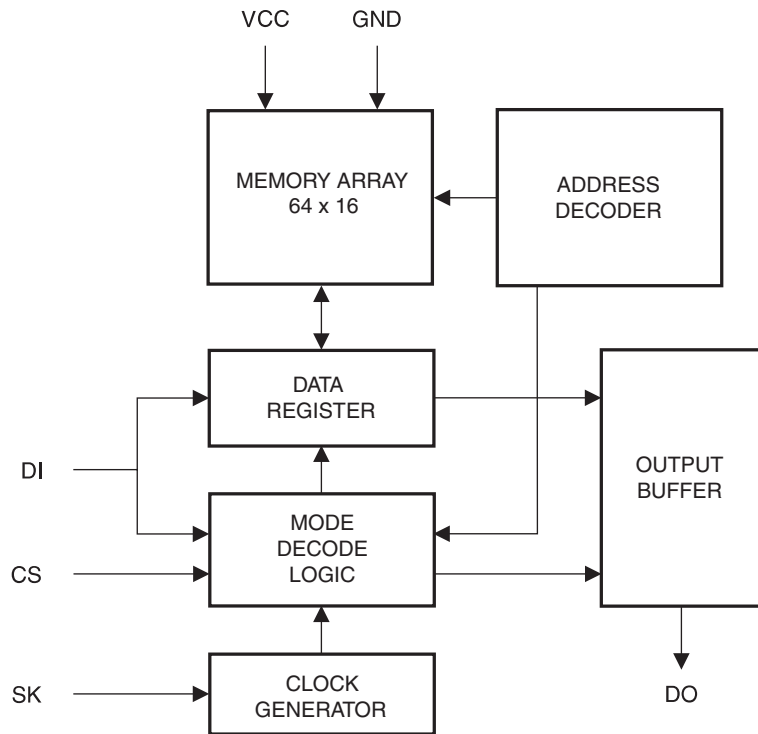 VCC
GND
MEMORY ARRAY
64 x 16
ADDRESS
DECODER
DATA
REGISTER
DI
OUTPUT
BUFFER
MODE
DECODE
LOGIC
CS
SK
CLOCK
GENERATOR
DO